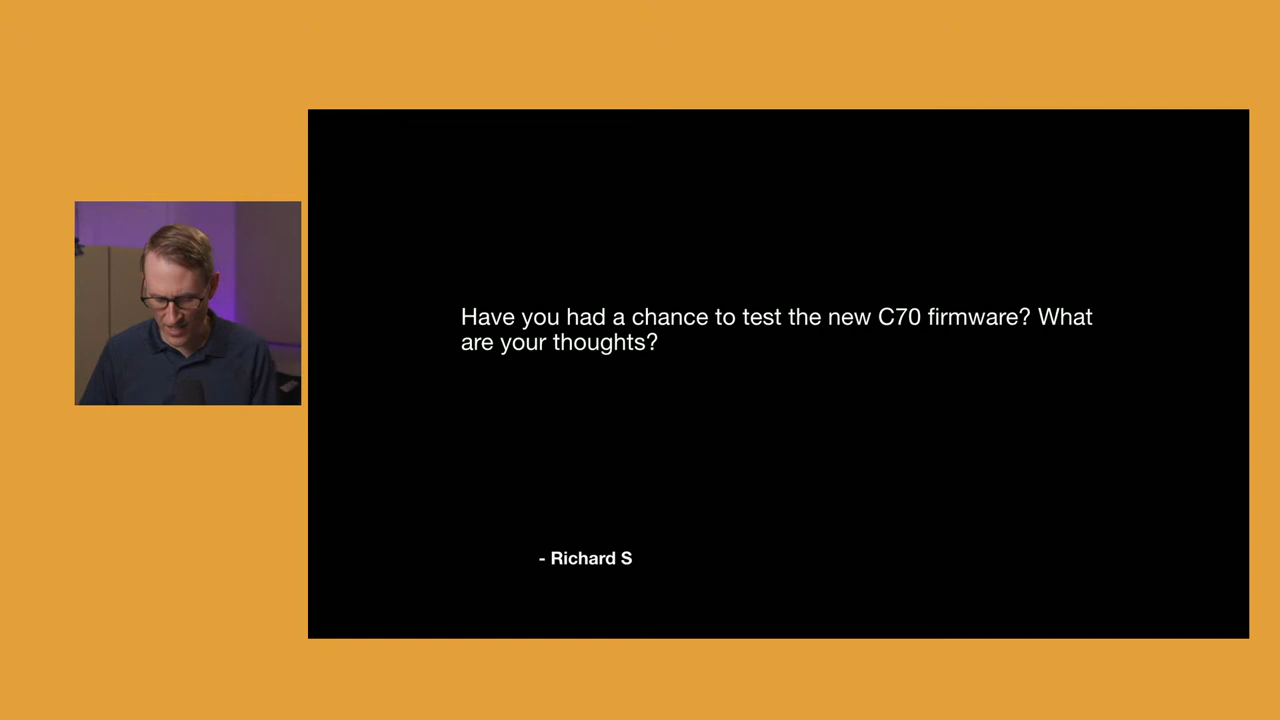 Have you had a chance to test the new C70 firmware? What
are your thoughts?
- Richard S